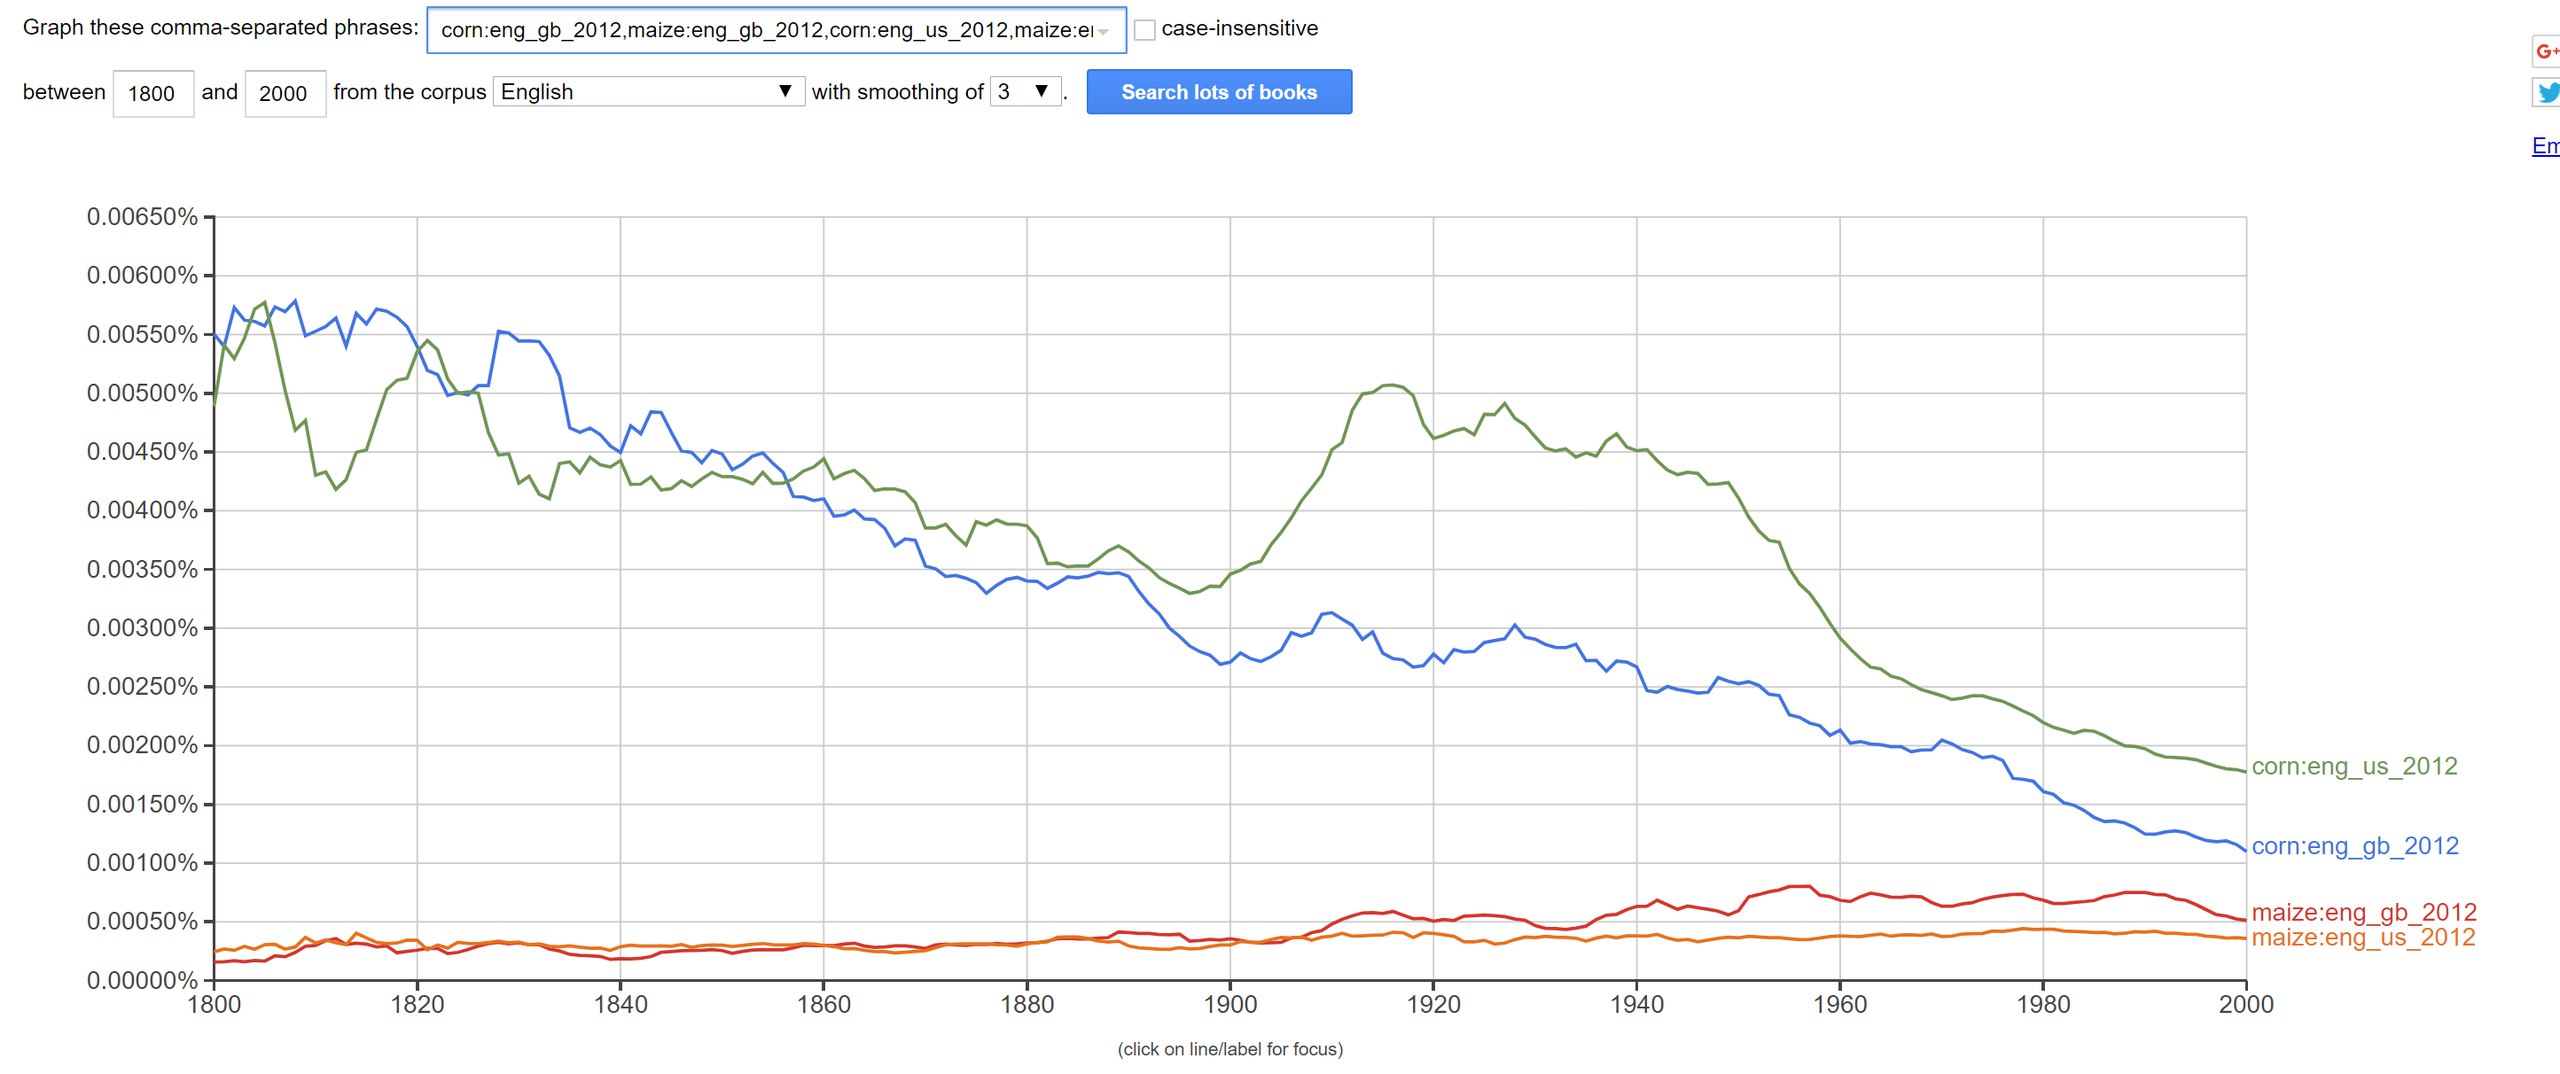 Graph these comma-separated phrases: corn:eng_gb_2012,maize:eng_gb_2012,corn:eng_us_2012,maize:e case-insensitive
between 1800 and 2000 from the corpus English with smoothing of 3 . Search lots of books
G+
Em
0.00650%
0.00600%
0.00550%
0.00500%
0.00450%
0.00400%
0.00350%
0.00300%
0.00250%
0.00200%
0.00150%
0.00100%
0.00050%
0.00000%
corn:eng_us_2012
corn:eng_gb_2012
maize:eng_gb_2012
maize:eng_us_2012
1800 1820 1840 1860 1880 1900 1920 1940 1960 1980 2000
(click on line/label for focus)